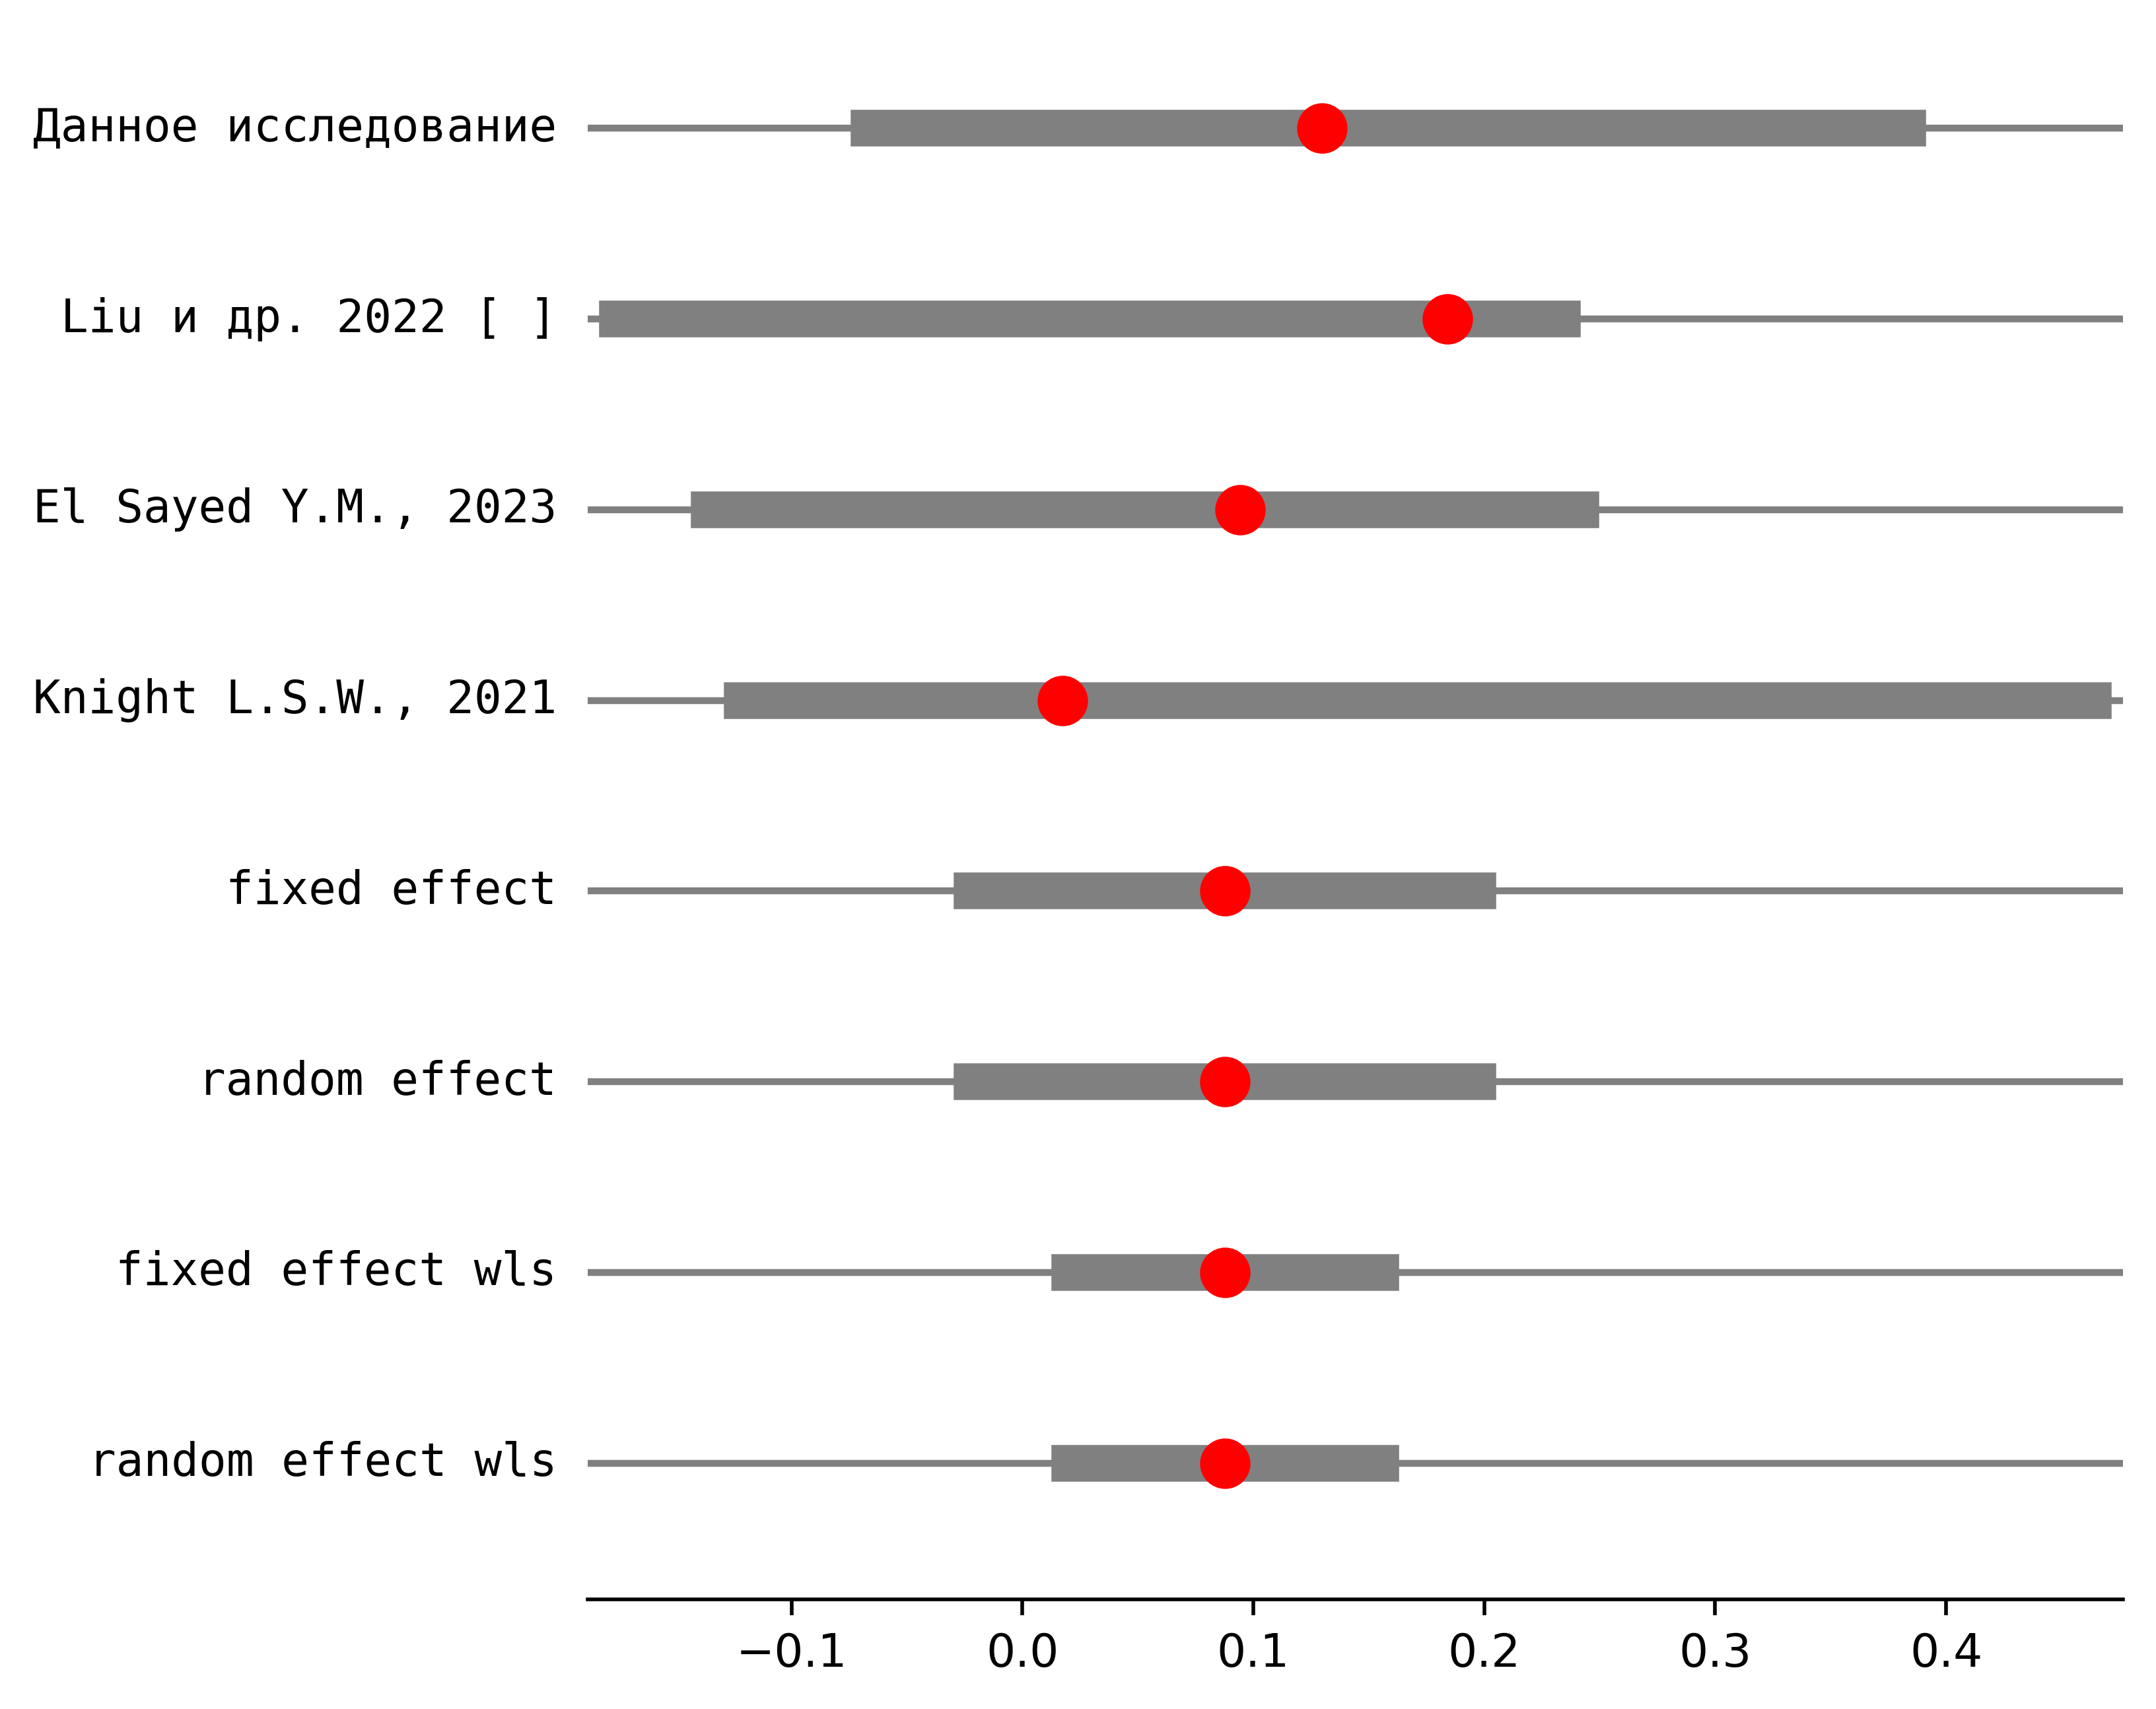 Данное исследование
Liu и др. 2022 [ ]
El Sayed Y.M., 2023
Knight L.S.W., 2021
fixed effect
random effect
fixed effect wls
random effect wls
−0.1 0.0 0.1 0.2 0.3 0.4